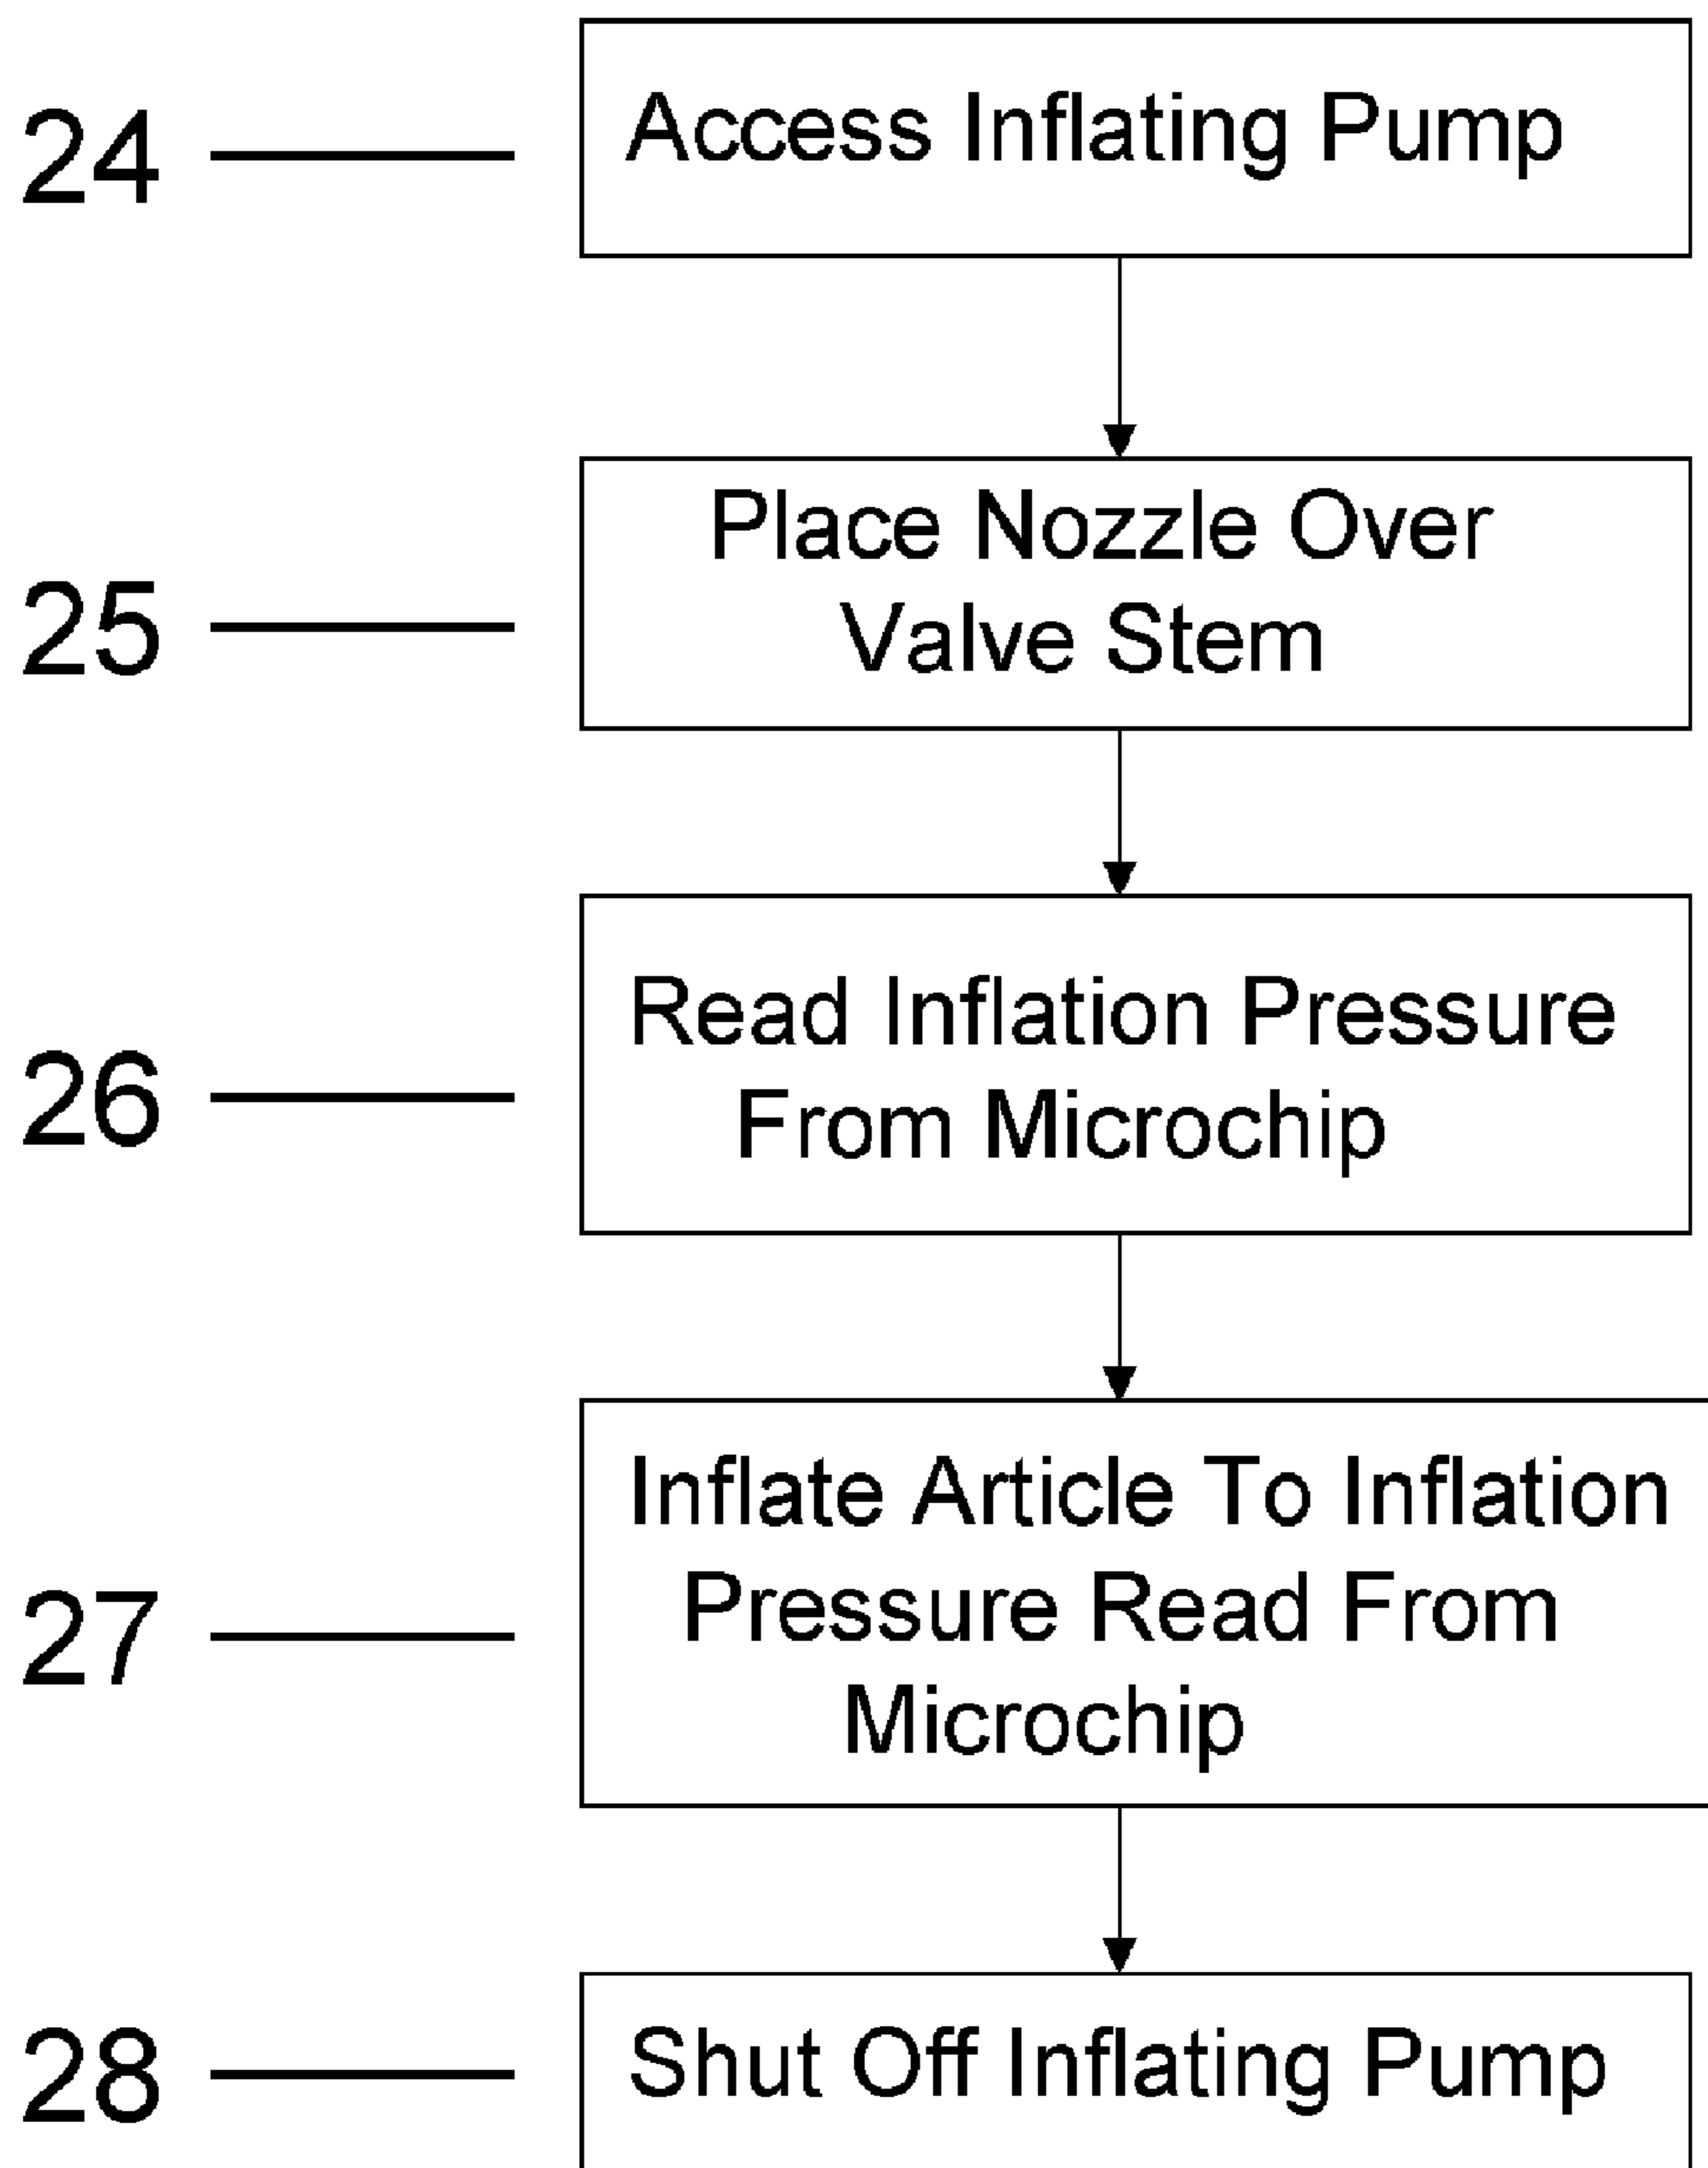 24
Access Inflating Pump
25
Place Nozzle Over
Valve Stem
26
Read Inflation Pressure
From Microchip
27
Inflate Article To Inflation
Pressure Read From
Microchip
28
Shut Off Inflating Pump